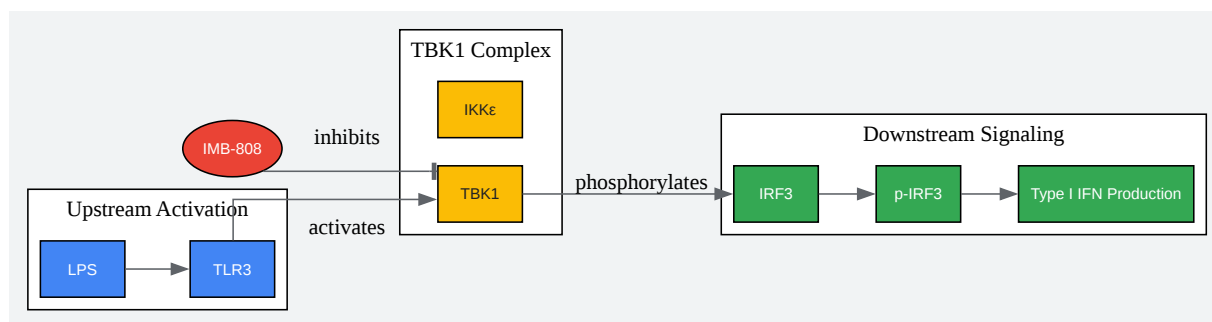 TBK1 Complex
IKKε
TBK1
IMB-808
inhibits
activates
Upstream Activation
LPS
TLR3
phosphorylates
Downstream Signaling
IRF3
p-IRF3
Type I IFN Production